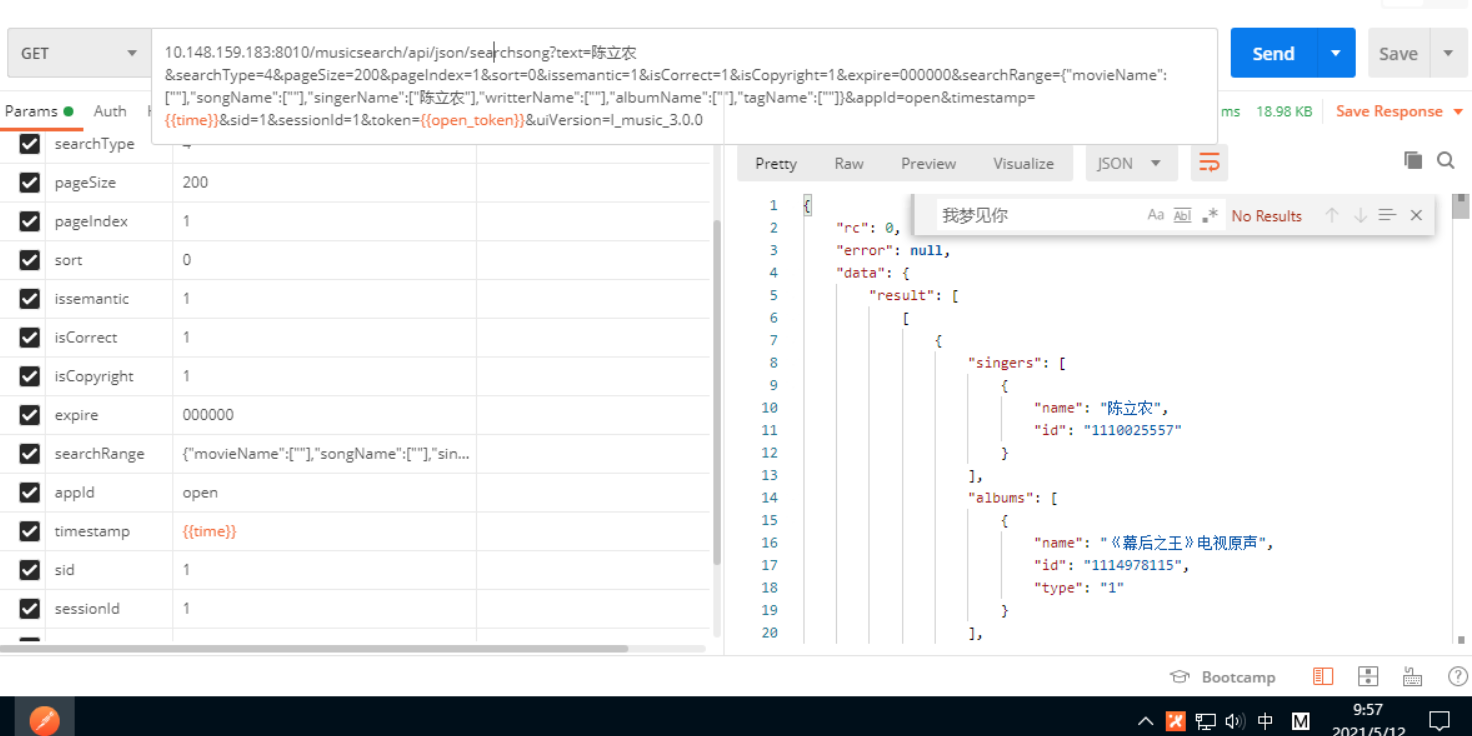 GET
10.148.159.183:8010/musicsearch/api/json/searchsong?text=陈立农
&searchType=4&pageSize=200&pageIndex=1&sort=0&issemantic=1&isCorrect=1&isCopyright=1&expire=000000&searchRange={"movieName":
[""],"songName":[""],"singerName":["陈立农"],"writterName":[""],"albumName":[""],"tagName":[""]}&appId=open&timestamp=
{{time}}&sid=1&sessionId=1&token={{open_token}}&uiVersion=l_music_3.0.0
Send
Save
Params
Auth
ms 18.98 KB Save Response
searchType 4
pageSize 200
pageIndex 1
sort 0
issemantic 1
isCorrect 1
isCopyright 1
expire 000000
searchRange {"movieName":[""],"songName":[""],"sin...
appId open
timestamp {{time}}
sid 1
sessionId 1
Pretty Raw Preview Visualize JSON
我梦见你 Aa Abl .* No Results
1 {
2 "rc": 0,
3 "error": null,
4 "data": {
5 "result": [
6 [
7 {
8 "singers": [
9 {
10 "name": "陈立农",
11 "id": "1110025557"
12 }
13 ],
14 "albums": [
15 {
16 "name": "《幕后之王》电视原声",
17 "id": "1114978115",
18 "type": "1"
19 }
20 ],
Bootcamp
中 M
9:57
2021/5/12